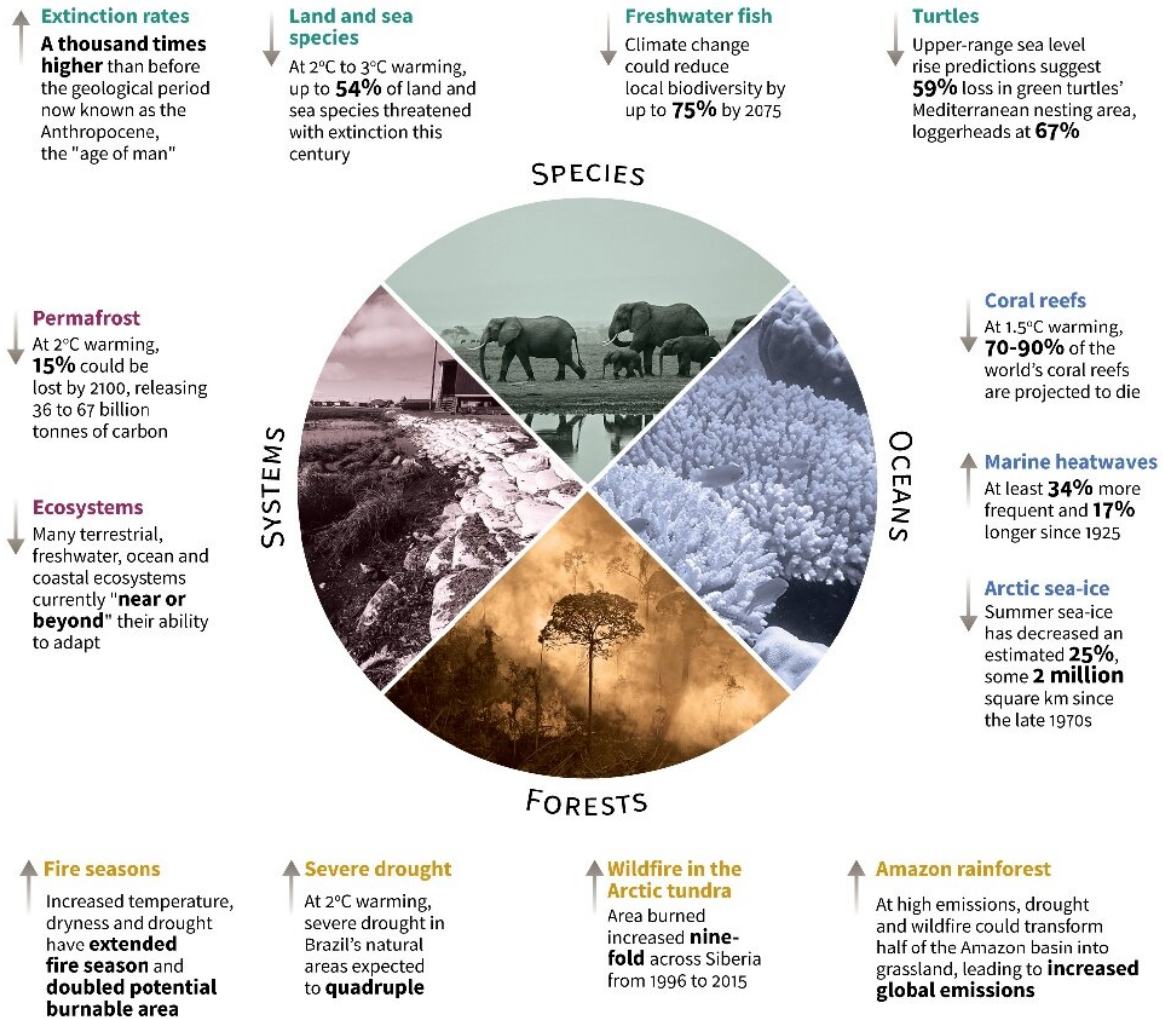 Extinction rates
A thousand times
higher than before
the geological period
now known as the
Anthropocene,
the "age of man"
Land and sea
species
At 2°C to 3°C warming,
up to 54% of land and
sea species threatened
with extinction this
century
Freshwater fish
Climate change
could reduce
local biodiversity by
up to 75% by 2075
Turtles
Upper-range sea level
rise predictions suggest
59% loss in green turtles'
Mediterranean nesting area,
loggerheads at 67%
SPECIES
Permafrost
At 2°C warming,
15% could be
lost by 2100, releasing
36 to 67 billion
tonnes of carbon
Ecosystems
Many terrestrial,
freshwater, ocean and
coastal ecosystems
currently "near or
beyond" their ability
to adapt
SYSTEMS
OCEANS
Coral reefs
At 1.5°C warming,
70-90% of the
world's coral reefs
are projected to die
Marine heatwaves
At least 34% more
frequent and 17%
longer since 1925
Arctic sea-ice
Summer sea-ice
has decreased an
estimated 25%,
some 2 million
square km since
the late 1970s
FORESTS
Fire seasons
Increased temperature,
dryness and drought
have extended
fire season and
doubled potential
burnable area
Severe drought
At 2°C warming,
severe drought in
Brazil's natural
areas expected
to quadruple
Wildfire in the
Arctic tundra
Area burned
increased nine-
fold across Siberia
from 1996 to 2015
Amazon rainforest
At high emissions, drought
and wildfire could transform
half of the Amazon basin into
grassland, leading to increased
global emissions